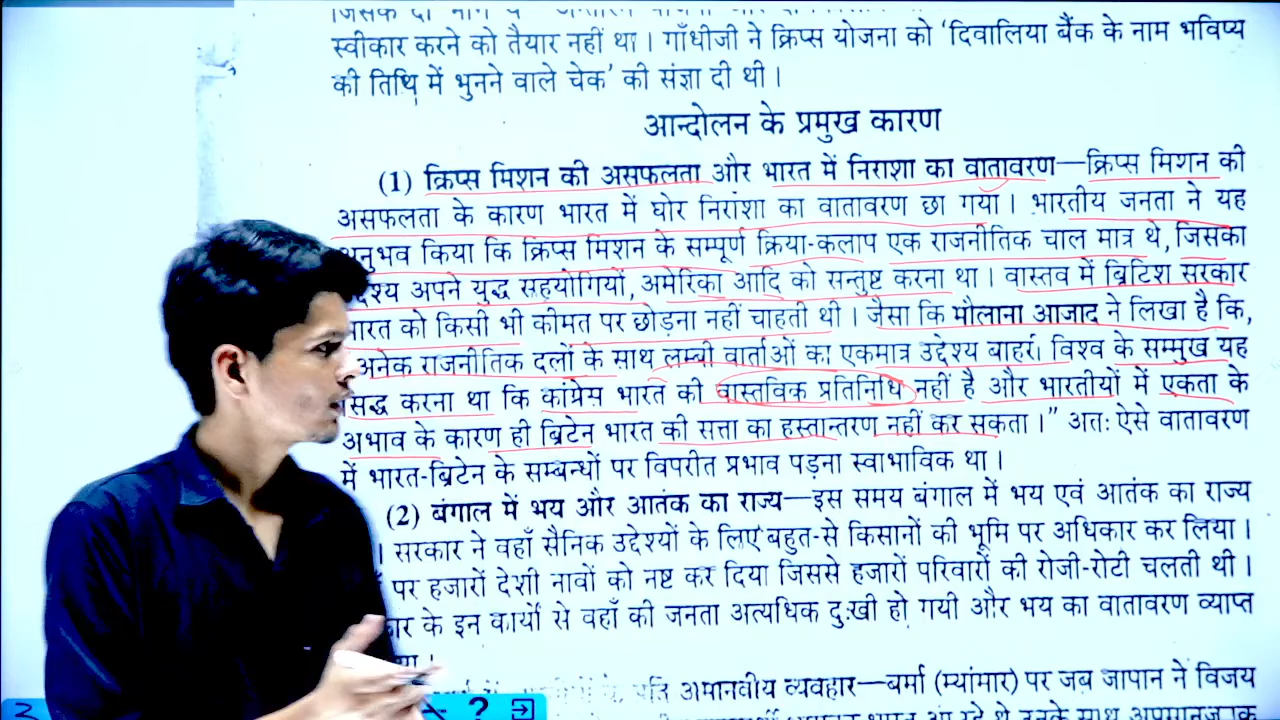 स्वीकार करने को तैयार नहीं था । गाँधीजी ने क्रिप्स योजना को ‘दिवालिया बैंक के नाम भविष्य
की तिथि में भुनने वाले चेक’ की संज्ञा दी थी ।
आन्दोलन के प्रमुख कारण
(1) क्रिप्स मिशन की असफलता और भारत में निराशा का वातावरण—क्रिप्स मिशन की
असफलता के कारण भारत में घोर निराशा का वातावरण छा गया । भारतीय जनता ने यह
अनुभव किया कि क्रिप्स मिशन के सम्पूर्ण क्रिया-कलाप एक राजनीतिक चाल मात्र थे, जिसका
अपने युद्ध सहयोगियों, अमेरिका आदि को सन्तुष्ट करना था । वास्तव में ब्रिटिश सरकार
भारत को किसी भी कीमत पर छोड़ना नहीं चाहती थी । जैसा कि मौलाना आजाद ने लिखा है कि,
अनेक राजनीतिक दलों के साथ लम्बी वार्ताओं का एकमात्र उद्देश्य बाहरी विश्व के सम्मुख यह
सिद्ध करना था कि कांग्रेस भारत की वास्तविक प्रतिनिधि नहीं है और भारतीयों में एकता के
अभाव के कारण ही ब्रिटेन भारत की सत्ता का हस्तान्तरण नहीं कर सकता ।” अतः ऐसे वातावरण
में भारत-ब्रिटेन के सम्बन्धों पर विपरीत प्रभाव पड़ना स्वाभाविक था ।
(2) बंगाल में भय और आतंक का राज्य—इस समय बंगाल में भय एवं आतंक का राज्य
। सरकार ने वहाँ सैनिक उद्देश्यों के लिए बहुत-से किसानों की भूमि पर अधिकार कर लिया ।
पर हजारों देशी नावों को नष्ट कर दिया जिससे हजारों परिवारों की रोजी-रोटी चलती थी ।
के इन कार्यों से वहाँ की जनता अत्यधिक दुःखी हो गयी और भय का वातावरण व्याप्त
अमानवीय व्यवहार—बर्मा (म्यांमार) पर जब जापान ने विजय
?